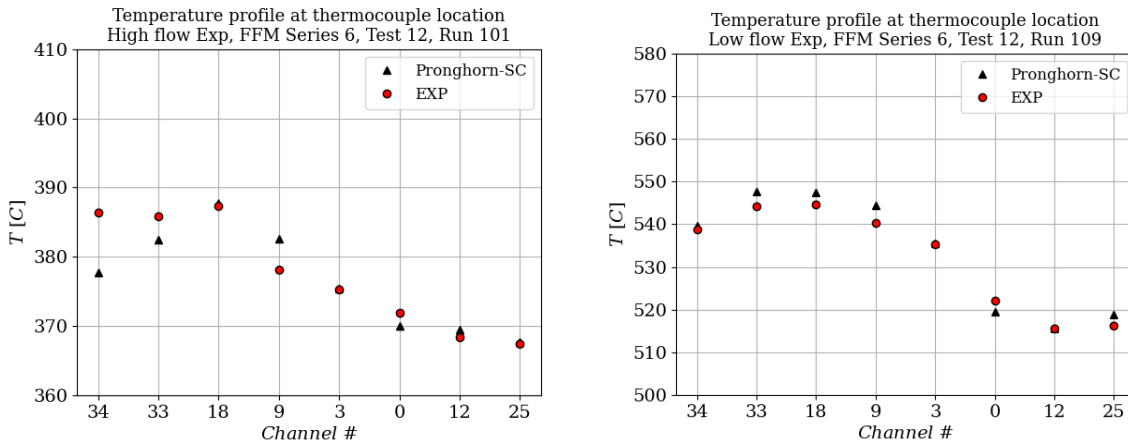 Temperature profile at thermocouple location
High flow Exp, FFM Series 6, Test 12, Run 101
410
400
390
380
370
360
T [C]
Pronghorn-SC
EXP
34 33 18 9 3 0 12 25
Channel #
Temperature profile at thermocouple location
Low flow Exp, FFM Series 6, Test 12, Run 109
580
570
560
550
540
530
520
510
500
T [C]
Pronghorn-SC
EXP
34 33 18 9 3 0 12 25
Channel #